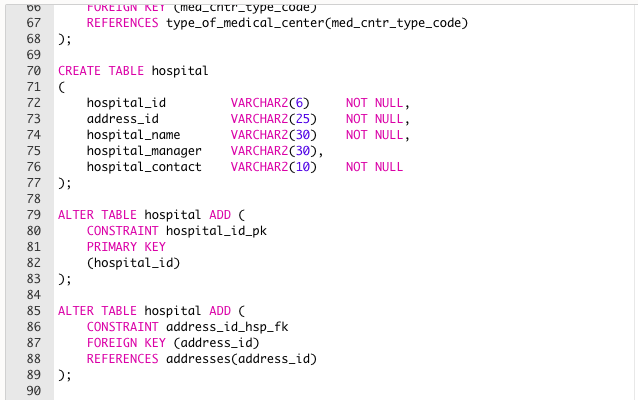 66 FOREIGN KEY (med_cntr_type_code)
67 REFERENCES type_of_medical_center(med_cntr_type_code)
68 );
69
70 CREATE TABLE hospital
71 (
72 hospital_id VARCHAR2(6) NOT NULL,
73 address_id VARCHAR2(25) NOT NULL,
74 hospital_name VARCHAR2(30) NOT NULL,
75 hospital_manager VARCHAR2(30),
76 hospital_contact VARCHAR2(10) NOT NULL
77 );
78
79 ALTER TABLE hospital ADD (
80 CONSTRAINT hospital_id_pk
81 PRIMARY KEY
82 (hospital_id)
83 );
84
85 ALTER TABLE hospital ADD (
86 CONSTRAINT address_id_hsp_fk
87 FOREIGN KEY (address_id)
88 REFERENCES addresses(address_id)
89 );
90